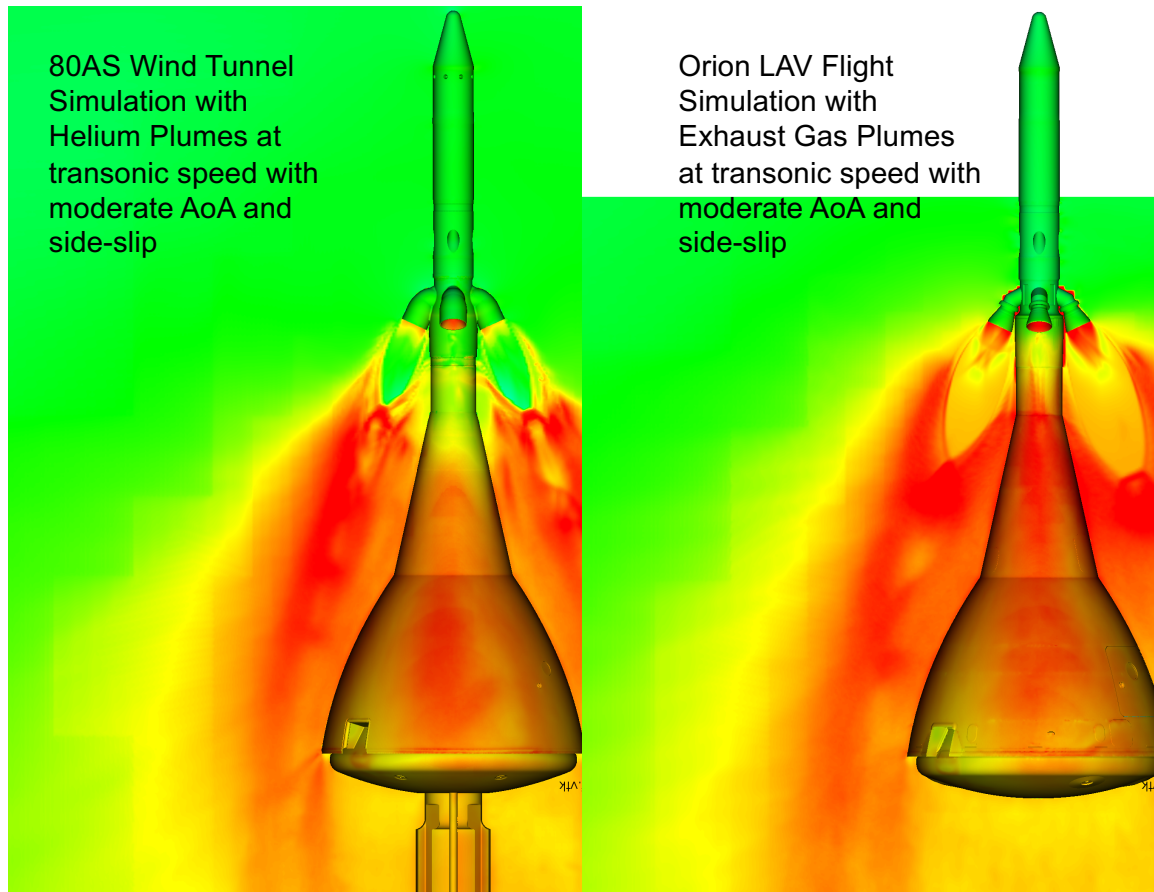 80AS Wind Tunnel
Simulation with
Helium Plumes at
transonic speed with
moderate AoA and
side-slip
Orion LAV Flight
Simulation with
Exhaust Gas Plumes
at transonic speed with
moderate AoA and
side-slip
.vtk